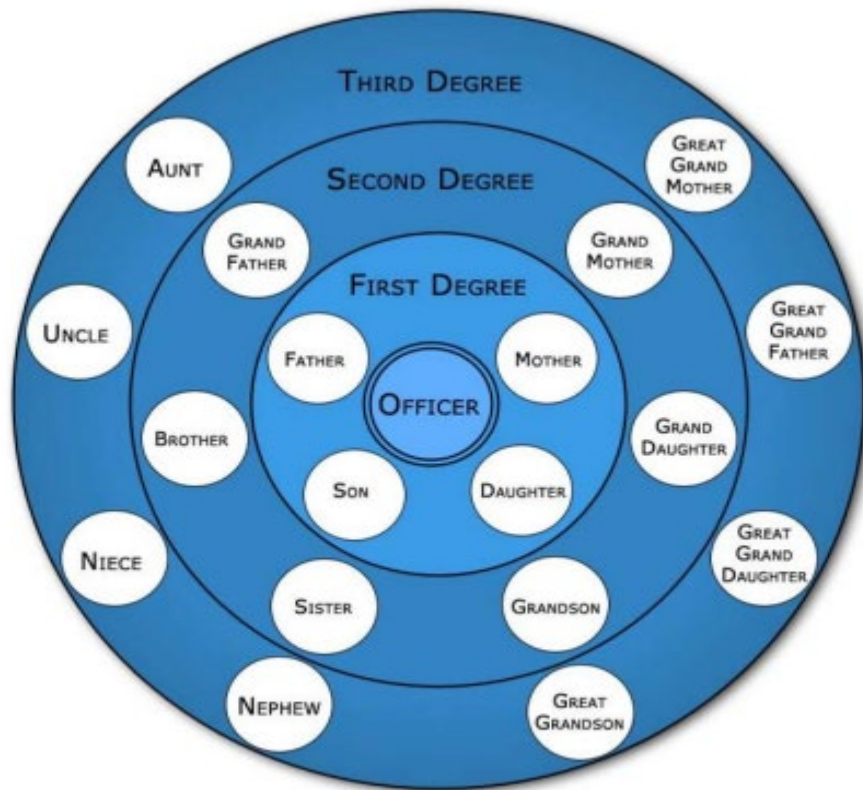 THIRD DEGREE
AUNT
GREAT
GRAND
MOTHER
SECOND DEGREE
GRAND
FATHER
GRAND
MOTHER
FIRST DEGREE
UNCLE
GREAT
GRAND
FATHER
FATHER
MOTHER
OFFICER
BROTHER
GRAND
DAUGHTER
SON
DAUGHTER
NIECE
GREAT
GRAND
DAUGHTER
SISTER
GRANDSON
NEPHEW
GREAT
GRANDSON